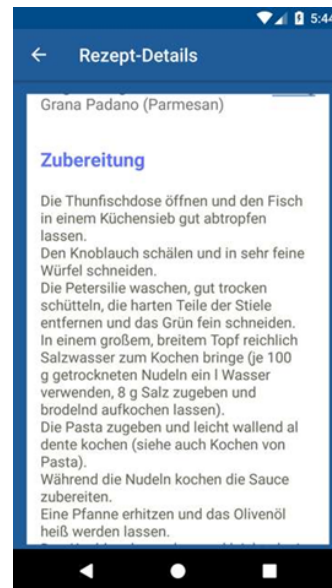 5:44
Rezept-Details
Grana Padano (Parmesan)
Zubereitung
Die Thunfischdose öffnen und den Fisch
in einem Küchensieb gut abtropfen
lassen.
Den Knoblauch schälen und in sehr feine
Würfel schneiden.
Die Petersilie waschen, gut trocken
schütteln, die harten Teile der Stiele
entfernen und das Grün fein schneiden.
In einem großem, breitem Topf reichlich
Salzwasser zum Kochen bringe (je 100
g getrockneten Nudeln ein l Wasser
verwenden, 8 g Salz zugeben und
brodelnd aufkochen lassen).
Die Pasta zugeben und leicht wallend al
dente kochen (siehe auch Kochen von
Pasta).
Während die Nudeln kochen die Sauce
zubereiten.
Eine Pfanne erhitzen und das Olivenöl
heiß werden lassen.